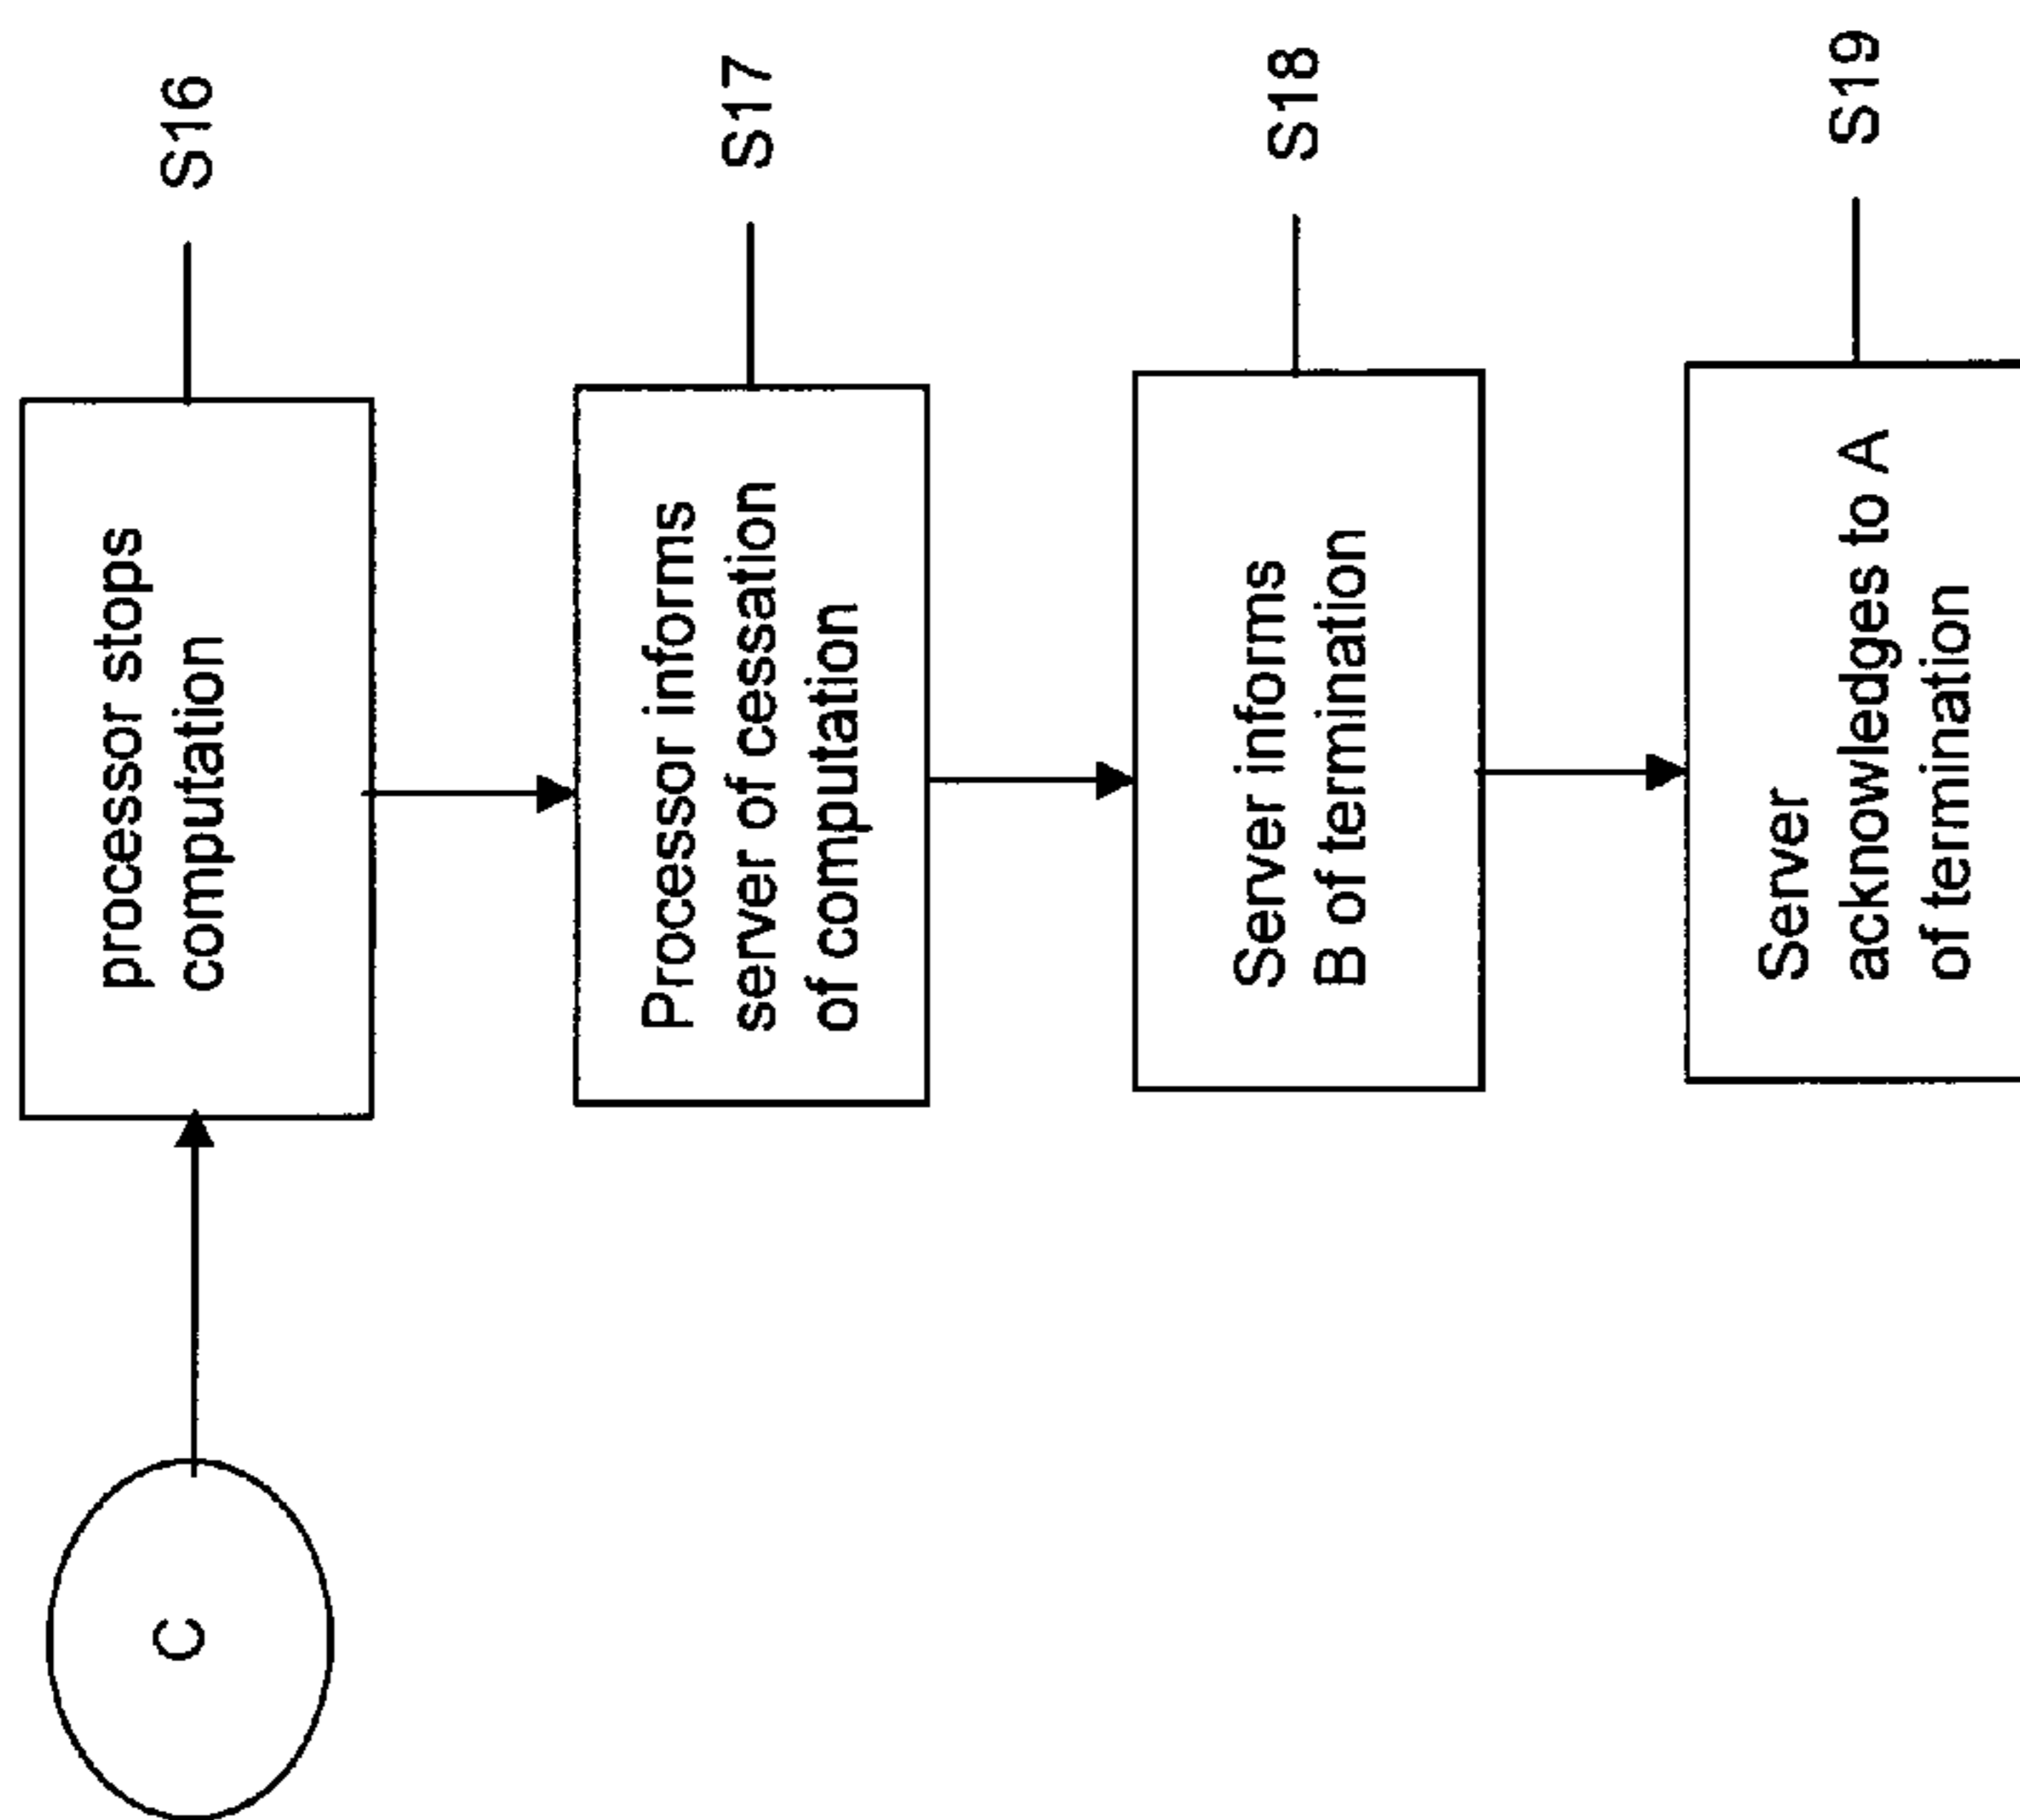 C
processor stops
computation
S16
Processor informs
server of cessation
of computation
S17
Server informs
B of termination
S18
Server
acknowledges to A
of termination
S19